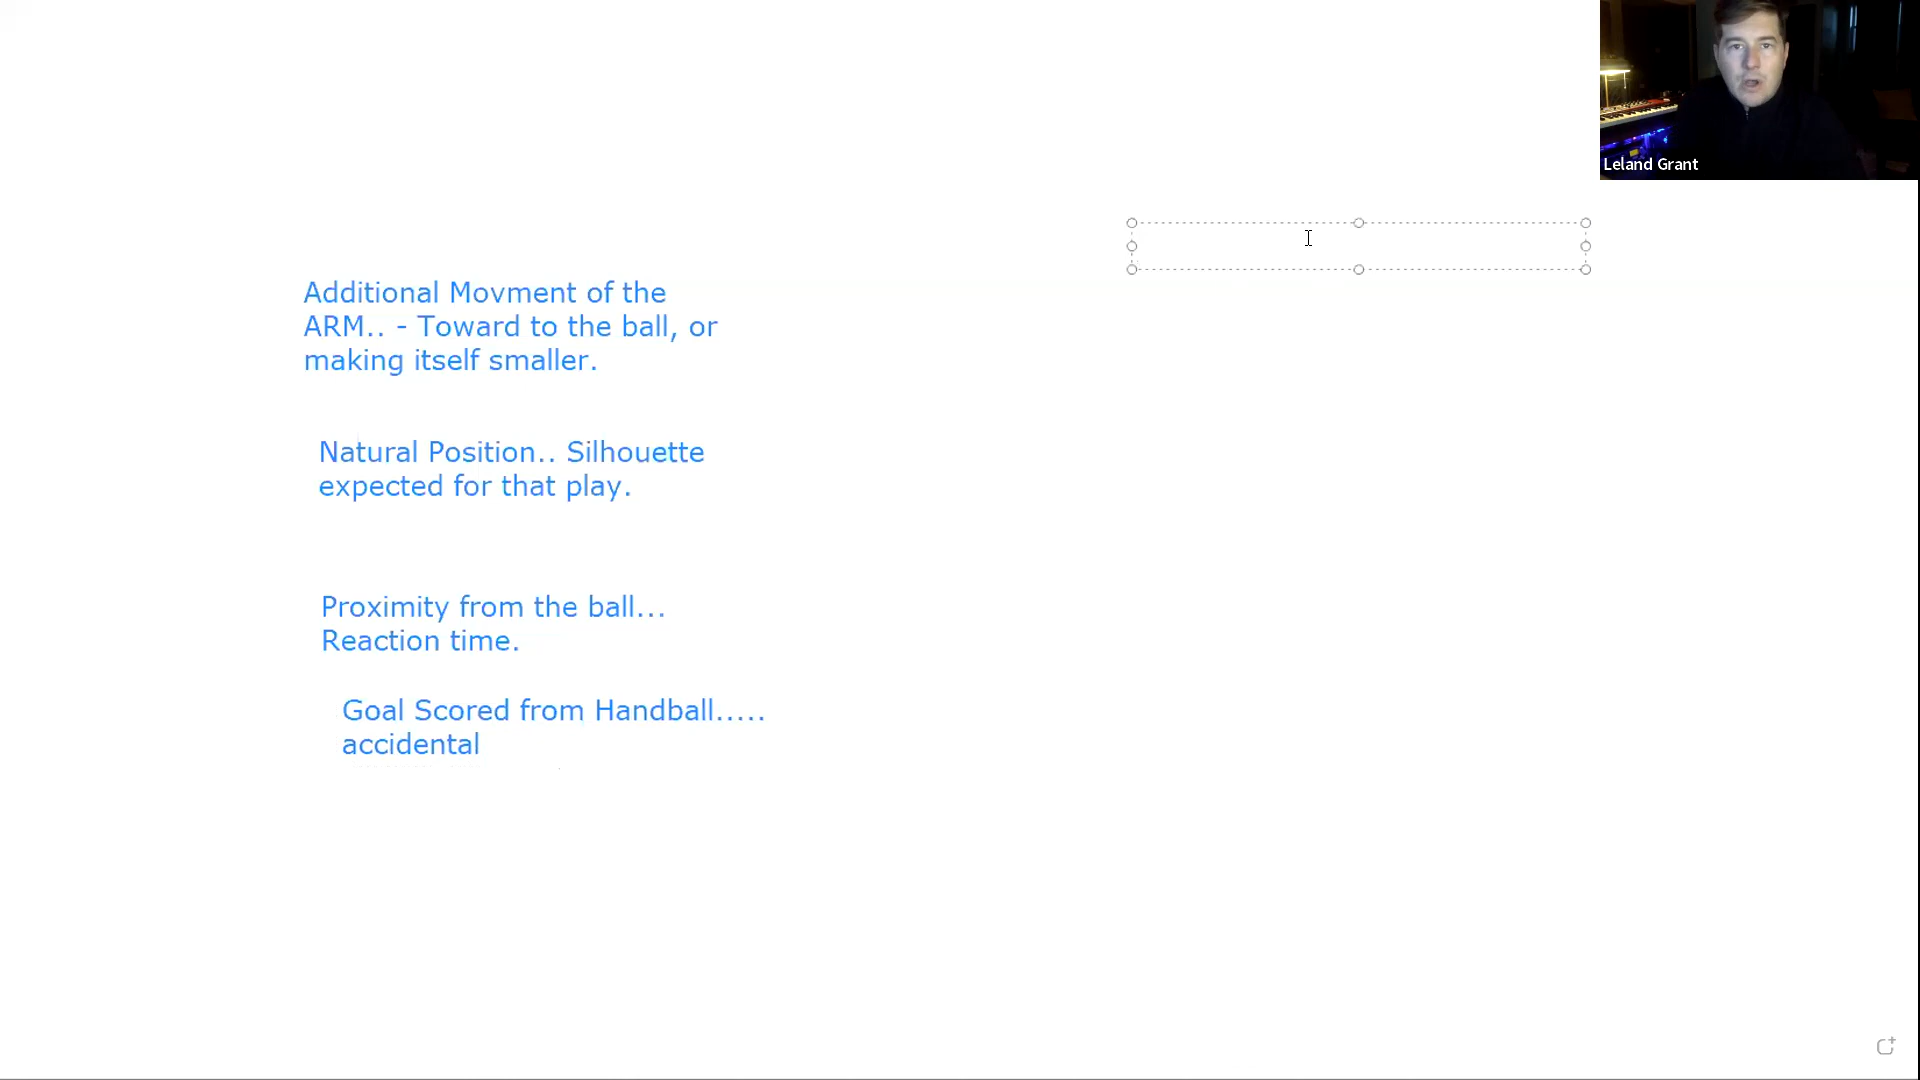 Leland Grant
Additional Movment of the
ARM.. - Toward to the ball, or
making itself smaller.
Natural Position.. Silhouette
expected for that play.
Proximity from the ball...
Reaction time.
Goal Scored from Handball.....
accidental